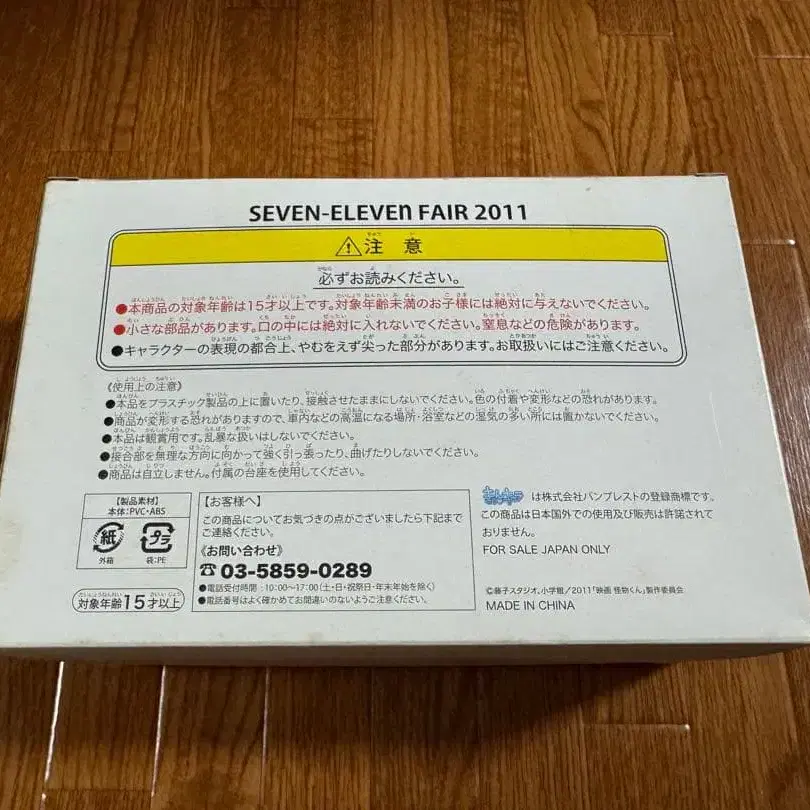 SEVEN-ELEVEn FAIR 2011
⚠注 意
必ずお読みください。
●本商品の対象年齢は15才以上です。対象年齢未満のお子様には絶対に与えないでください。
●小さな部品があります。口の中には絶対に入れないでください。窒息などの危険があります。
●キャラクターの表現の都合上、やむをえず尖った部分があります。お取扱いにはご注意ください。
《使用上の注意》
●本品をプラスチック製品の上に置いたり、接触させたままにしないでください。色の付着や変形などの恐れがあります。
●商品が変形する恐れがありますので、車内などの高温になる場所・浴室などの湿気の多い所には置かないでください。
●本品は観賞用です。乱暴な扱いはしないでください。
●接合部を無理な方向に向かって強く引っ張ったり、曲げたりしないでください。
●商品は自立しません。付属の台座を使用してください。
【製品素材】
本体:PVC・ABS
紙
外箱
プラ
袋:PE
対象年齢15才以上
【お客様へ】
この商品についてお気づきの点がございましたら下記まで
ご連絡ください。
《お問い合わせ》
☎03-5859-0289
●電話受付時間：10:00〜17:00(土・日・祝祭日・年末年始を除く)
●電話番号はよく確かめてお間違いのないようご注意ください。
きゅんキャラ は株式会社バンプレストの登録商標です。
この商品は日本国外での使用及び販売は許諾されて
おりません。
FOR SALE JAPAN ONLY
©藤子スタジオ,小学館/2011「映画 怪物くん」製作委員会
MADE IN CHINA